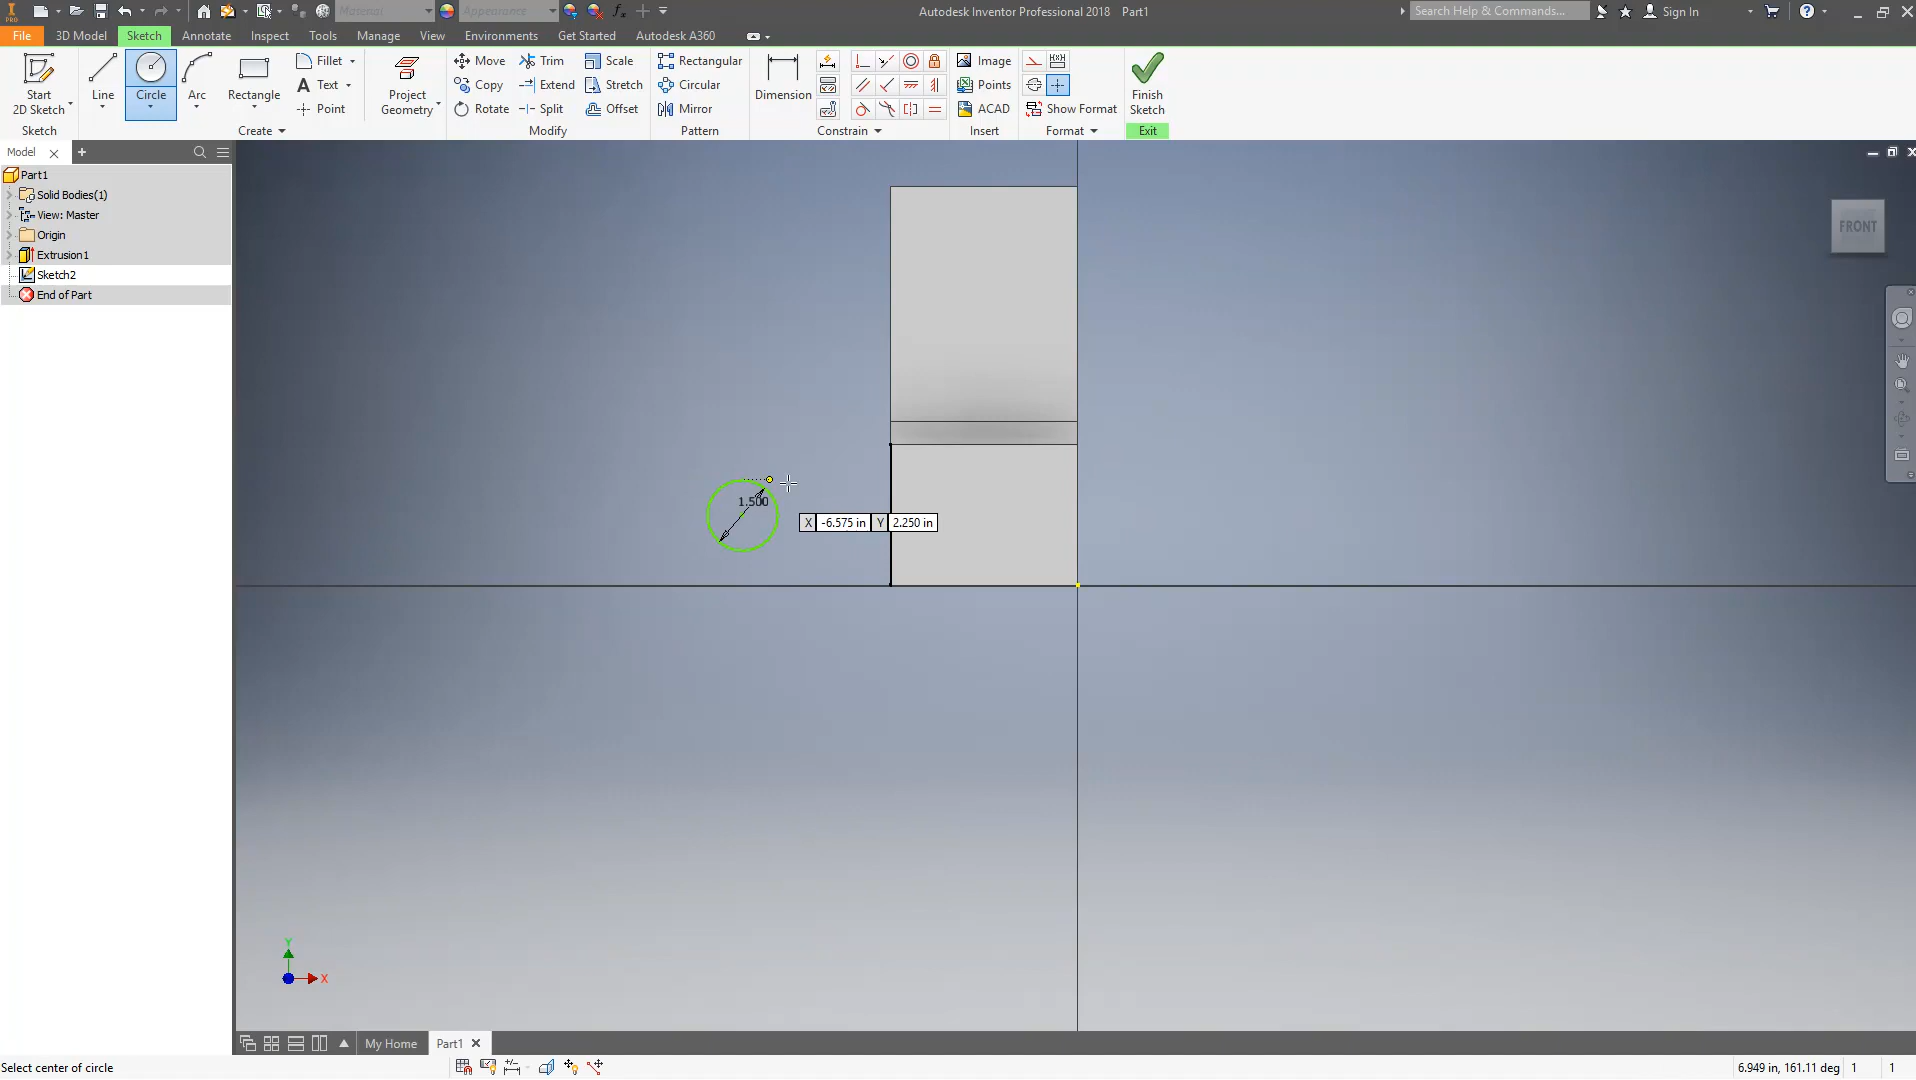 PRO
Material
Appearance
fx
Autodesk Inventor Professional 2018 Part1
Search Help & Commands...
Sign In
File
3D Model
Sketch
Annotate
Inspect
Tools
Manage
View
Environments
Get Started
Autodesk A360
Start
2D Sketch
Line
Circle
Arc
Rectangle
Fillet
A Text
Point
Project
Geometry
Move
Trim
Scale
Copy
Extend
Stretch
Rotate
Split
Offset
Rectangular
Circular
Mirror
Dimension
Image
Points
ACAD
Show Format
Finish
Sketch
Sketch
Create
Modify
Pattern
Constrain
Insert
Format
Exit
Model
Part1
Solid Bodies(1)
View: Master
Origin
Extrusion1
Sketch2
End of Part
FRONT
1.500
X -6.575 in Y 2.250 in
Y
X
My Home
Part1
Select center of circle
6.949 in, 161.11 deg 1 1